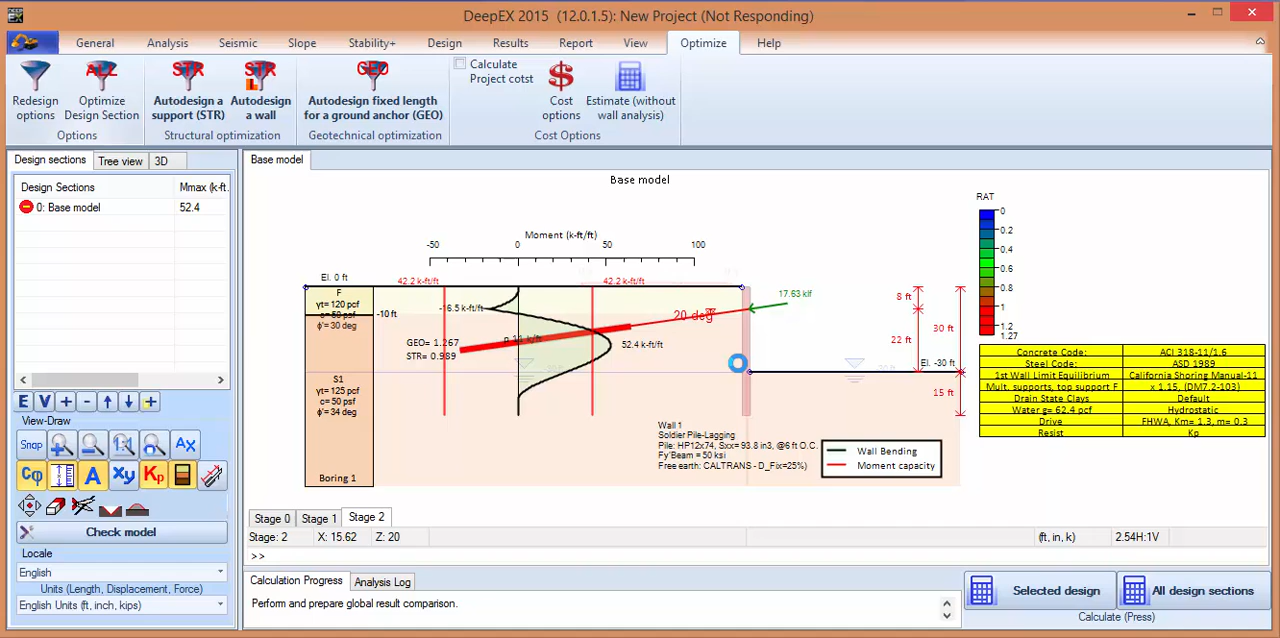 DeepEX 2015 (12.0.1.5): New Project (Not Responding)
General Analysis Seismic Slope Stability+ Design Results Report View Optimize Help
Redesign options
Optimize Design Section
Autodesign a support (STR)
Autodesign a wall
Autodesign fixed length for a ground anchor (GEO)
Calculate Project cotst
Cost options
Estimate (without wall analysis)
Options Structural optimization Geotechnical optimization Cost Options
Design sections Tree view 3D
Design Sections Mmax (k-ft.
0: Base model 52.4
E V + - ↑ ↓ +
View-Draw
Snap 1:1 Ax
Cφ A Xy Kp
Check model
Locale
English
Units (Length, Displacement, Force)
English Units (ft, inch, kips)
Base model
Base model
Moment (k-ft/ft)
-50 0 50 100
El. 0 ft
42.2 k-ft/ft 42.2 k-ft/ft
F
γt= 120 pcf
c= 50 psf
φ'= 30 deg
-10 ft
-16.5 k-ft/ft
20 deg
17.63 klf
GEO= 1.267
STR= 0.989
52.4 k-ft/ft
8 ft
22 ft
30 ft
El. -30 ft
15 ft
S1
γt= 125 pcf
c= 50 psf
φ'= 34 deg
Boring 1
Wall 1
Soldier Pile-Lagging
Pile: HP12x74, Sxx= 93.8 in3, @6 ft O.C.
Fy'Beam = 50 ksi
Free earth: CALTRANS - D_Fix=25%)
Wall Bending
Moment capacity
RAT
0
0.2
0.4
0.6
0.8
1
1.2
1.27
Concrete Code: ACI 318-11/1.6
Steel Code: ASD 1989
1st Wall Limit Equilibrium California Shoring Manual-11
Mult. supports, top support F x 1.15, (DM7.2-103)
Drain State Clays Default
Water g= 62.4 pcf Hydrostatic
Drive FHWA, Km= 1.3, m= 0.3
Resist Kp
Stage 0 Stage 1 Stage 2
Stage: 2 X: 15.62 Z: 20 (ft, in, k) 2.54H:1V
>>
Calculation Progress Analysis Log
Perform and prepare global result comparison.
Selected design All design sections
Calculate (Press)